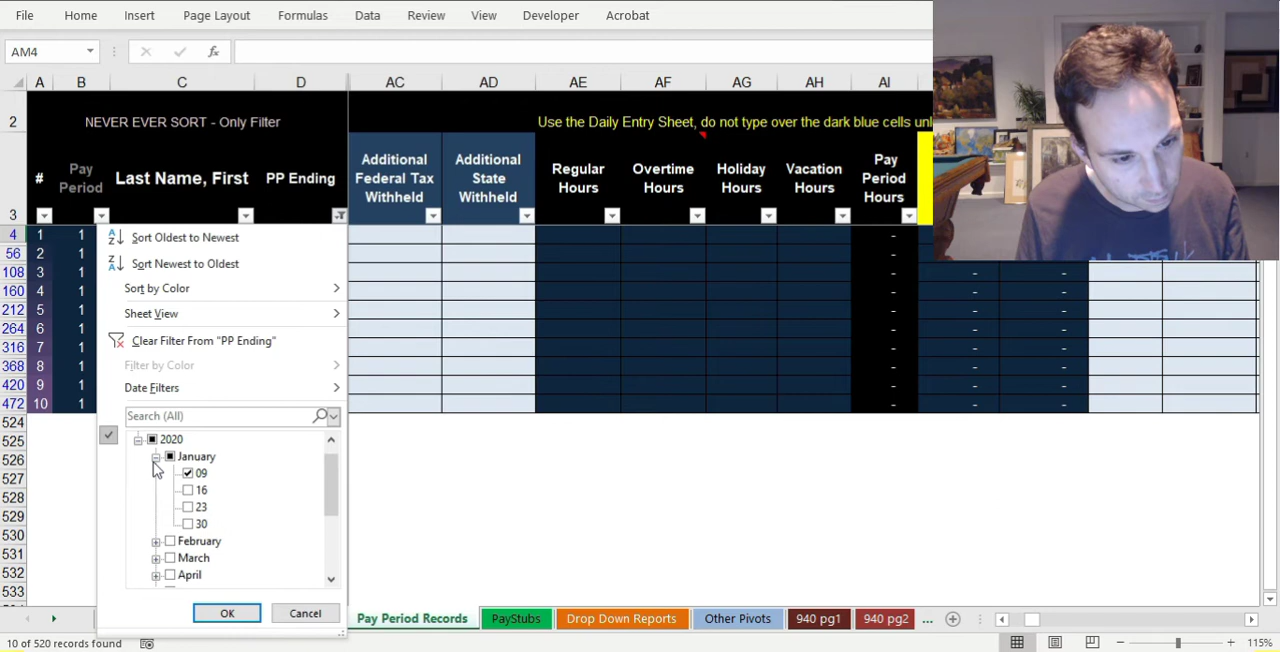 File Home Insert Page Layout Formulas Data Review View Developer Acrobat
AM4 fx
A B C D AC AD AE AF AG AH AI
2 NEVER EVER SORT - Only Filter Use the Daily Entry Sheet, do not type over the dark blue cells unl
3 # Pay Period Last Name, First PP Ending Additional Federal Tax Withheld Additional State Withheld Regular Hours Overtime Hours Holiday Hours Vacation Hours Pay Period Hours
4 1 1 -
56 2 1 -
108 3 1 - - -
160 4 1 - - -
212 5 1 - - -
264 6 1 - - -
316 7 1 - - -
368 8 1 - - -
420 9 1 - - -
472 10 1 - - -
524
525
526
527
528
529
530
531
532
533
Sort Oldest to Newest
Sort Newest to Oldest
Sort by Color
Sheet View
Clear Filter From "PP Ending"
Filter by Color
Date Filters
Search (All)
2020
January
09
16
23
30
February
March
April
OK Cancel
Pay Period Records PayStubs Drop Down Reports Other Pivots 940 pg1 940 pg2 ...
10 of 520 records found 115%